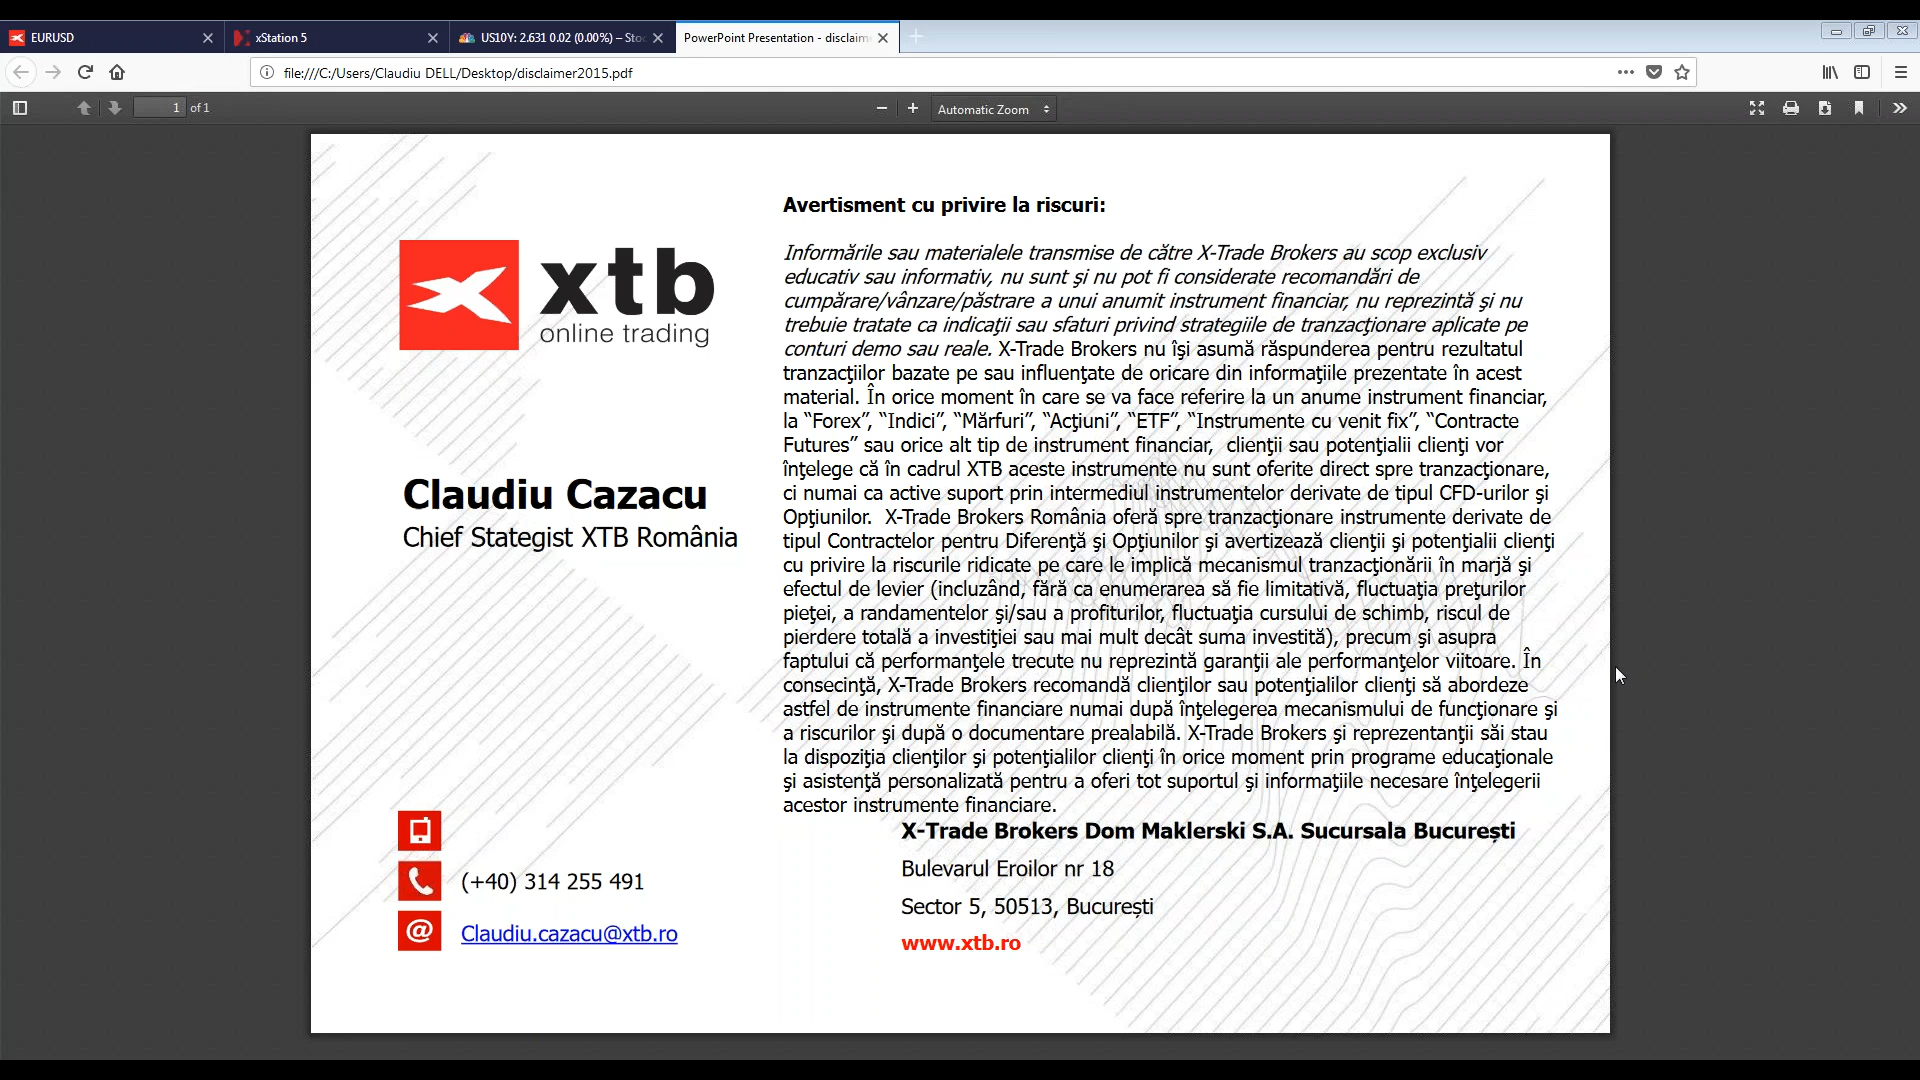 EURUSD
xStation 5
US10Y: 2.631 0.02 (0.00%) – Sto
PowerPoint Presentation - disclaim
file:///C:/Users/Claudiu DELL/Desktop/disclaimer2015.pdf
1 of 1
Automatic Zoom
xtb
online trading
Claudiu Cazacu
Chief Stategist XTB România
(+40) 314 255 491
Claudiu.cazacu@xtb.ro
Avertisment cu privire la riscuri:
Informările sau materialele transmise de către X-Trade Brokers au scop exclusiv
educativ sau informativ, nu sunt şi nu pot fi considerate recomandări de
cumpărare/vânzare/păstrare a unui anumit instrument financiar, nu reprezintă şi nu
trebuie tratate ca indicaţii sau sfaturi privind strategiile de tranzacţionare aplicate pe
conturi demo sau reale. X-Trade Brokers nu îşi asumă răspunderea pentru rezultatul
tranzacţiilor bazate pe sau influenţate de oricare din informaţiile prezentate în acest
material. În orice moment în care se va face referire la un anume instrument financiar,
la “Forex”, “Indici”, “Mărfuri”, “Acţiuni”, “ETF”, “Instrumente cu venit fix”, “Contracte
Futures” sau orice alt tip de instrument financiar, clienţii sau potenţialii clienţi vor
înţelege că în cadrul XTB aceste instrumente nu sunt oferite direct spre tranzacţionare,
ci numai ca active suport prin intermediul instrumentelor derivate de tipul CFD-urilor şi
Opţiunilor. X-Trade Brokers România oferă spre tranzacţionare instrumente derivate de
tipul Contractelor pentru Diferenţă şi Opţiunilor şi avertizează clienţii şi potenţialii clienţi
cu privire la riscurile ridicate pe care le implică mecanismul tranzacţionării în marjă şi
efectul de levier (incluzând, fără ca enumerarea să fie limitativă, fluctuaţia preţurilor
pieţei, a randamentelor şi/sau a profiturilor, fluctuaţia cursului de schimb, riscul de
pierdere totală a investiţiei sau mai mult decât suma investită), precum şi asupra
faptului că performanţele trecute nu reprezintă garanţii ale performanţelor viitoare. În
consecinţă, X-Trade Brokers recomandă clienţilor sau potenţialilor clienţi să abordeze
astfel de instrumente financiare numai după înţelegerea mecanismului de funcţionare şi
a riscurilor şi după o documentare prealabilă. X-Trade Brokers şi reprezentanţii săi stau
la dispoziţia clienţilor şi potenţialilor clienţi în orice moment prin programe educaţionale
şi asistenţă personalizată pentru a oferi tot suportul şi informaţiile necesare înţelegerii
acestor instrumente financiare.
X-Trade Brokers Dom Maklerski S.A. Sucursala București
Bulevarul Eroilor nr 18
Sector 5, 50513, București
www.xtb.ro